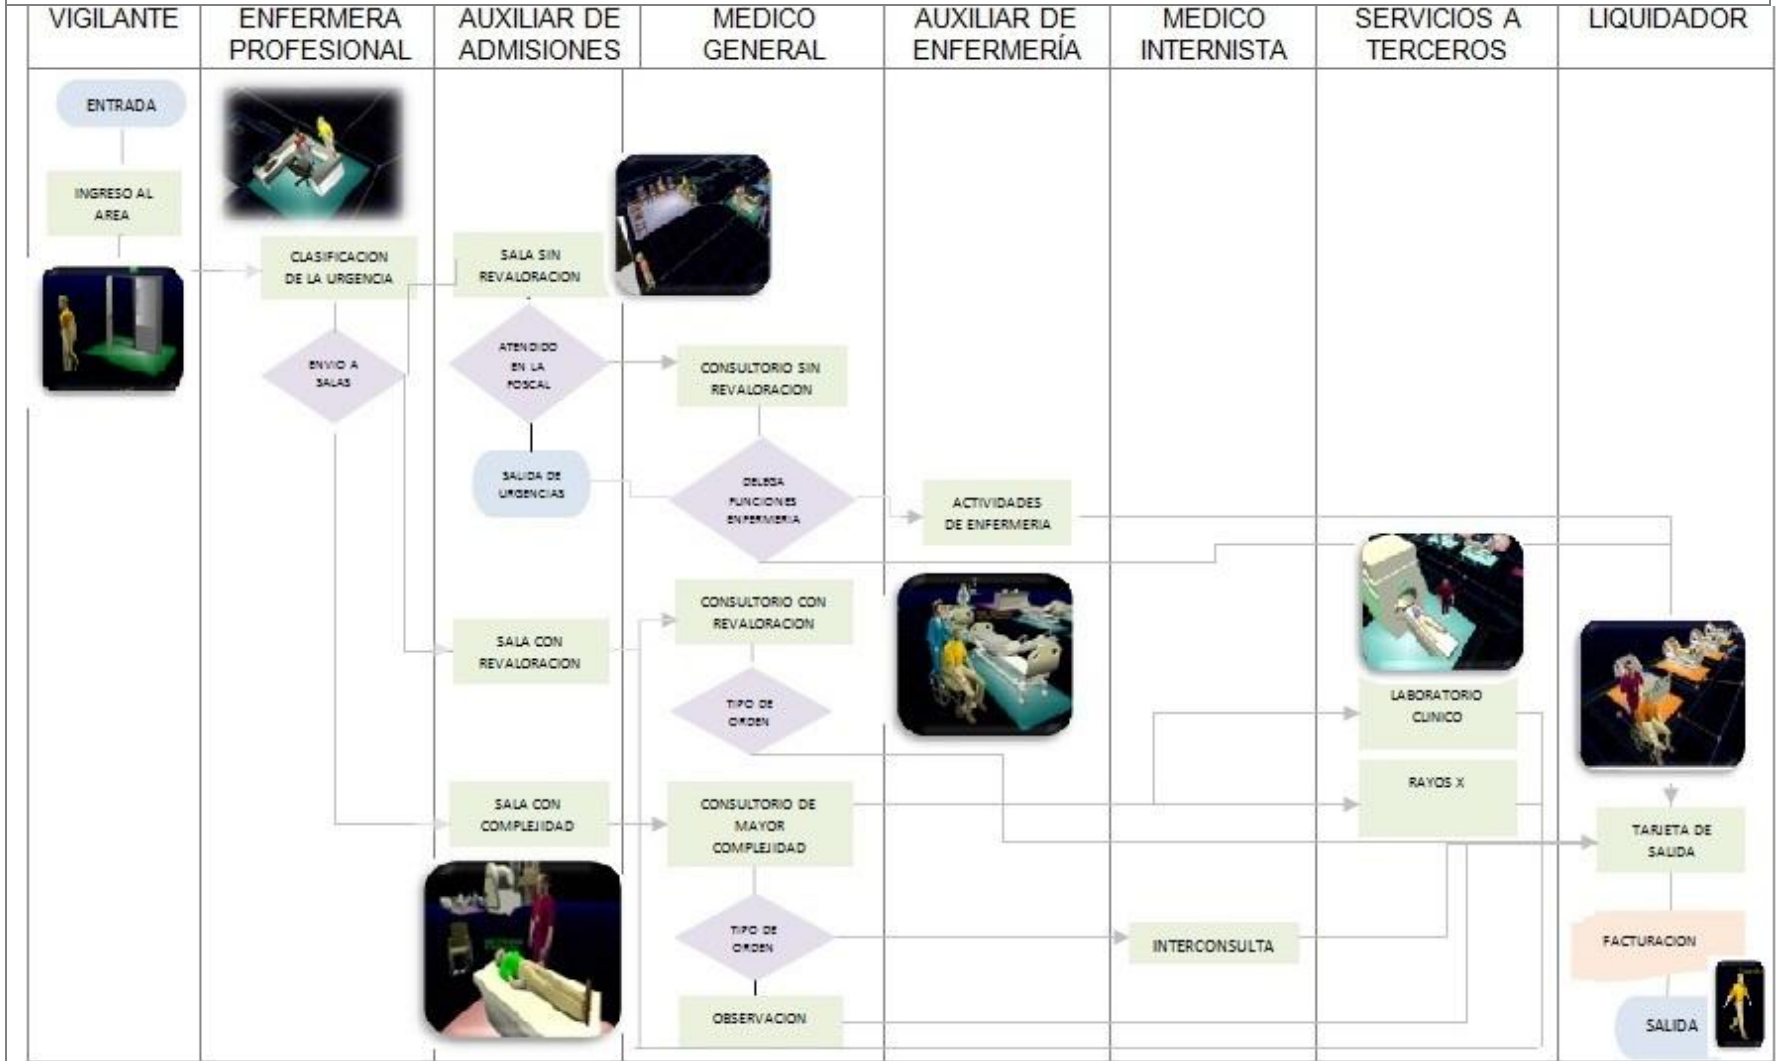 VIGILANTE
ENFERMERA
PROFESIONAL
AUXILIAR DE
ADMISIONES
MEDICO
GENERAL
AUXILIAR DE
ENFERMERÍA
MEDICO
INTERNISTA
SERVICIOS A
TERCEROS
LIQUIDADOR
ENTRADA
INGRESO AL
AREA
CLASIFICACION
DE LA URGENCIA
ENVIO A
SALAS
SALA SIN
REVALORACION
ATENDIDO
EN LA
FOSCAL
SALIDA DE
URGENCIAS
CONSULTORIO SIN
REVALORACION
DELEGA
FUNCIONES
ENFERMERIA
ACTIVIDADES
DE ENFERMERIA
SALA CON
REVALORACION
CONSULTORIO CON
REVALORACION
TIPO DE
ORDEN
LABORATORIO
CLINICO
RAYOS X
SALA CON
COMPLEJIDAD
CONSULTORIO DE
MAYOR
COMPLEJIDAD
TARJETA DE
SALIDA
TIPO DE
ORDEN
INTERCONSULTA
FACTURACION
OBSERVACION
SALIDA